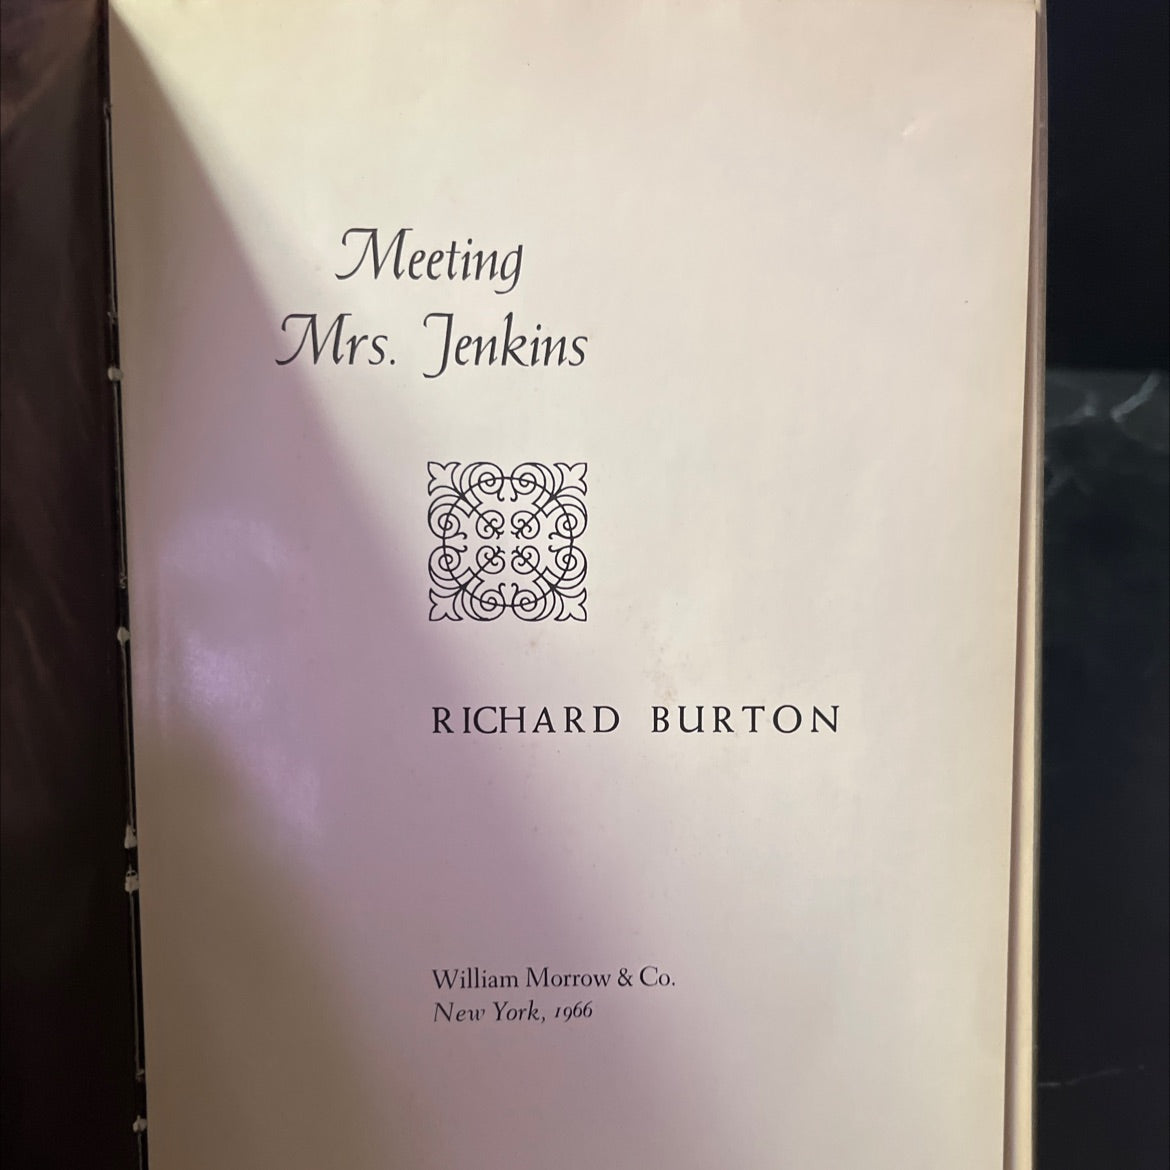 Meeting
Mrs. Jenkins
RICHARD BURTON
William Morrow & Co.
New York, 1966